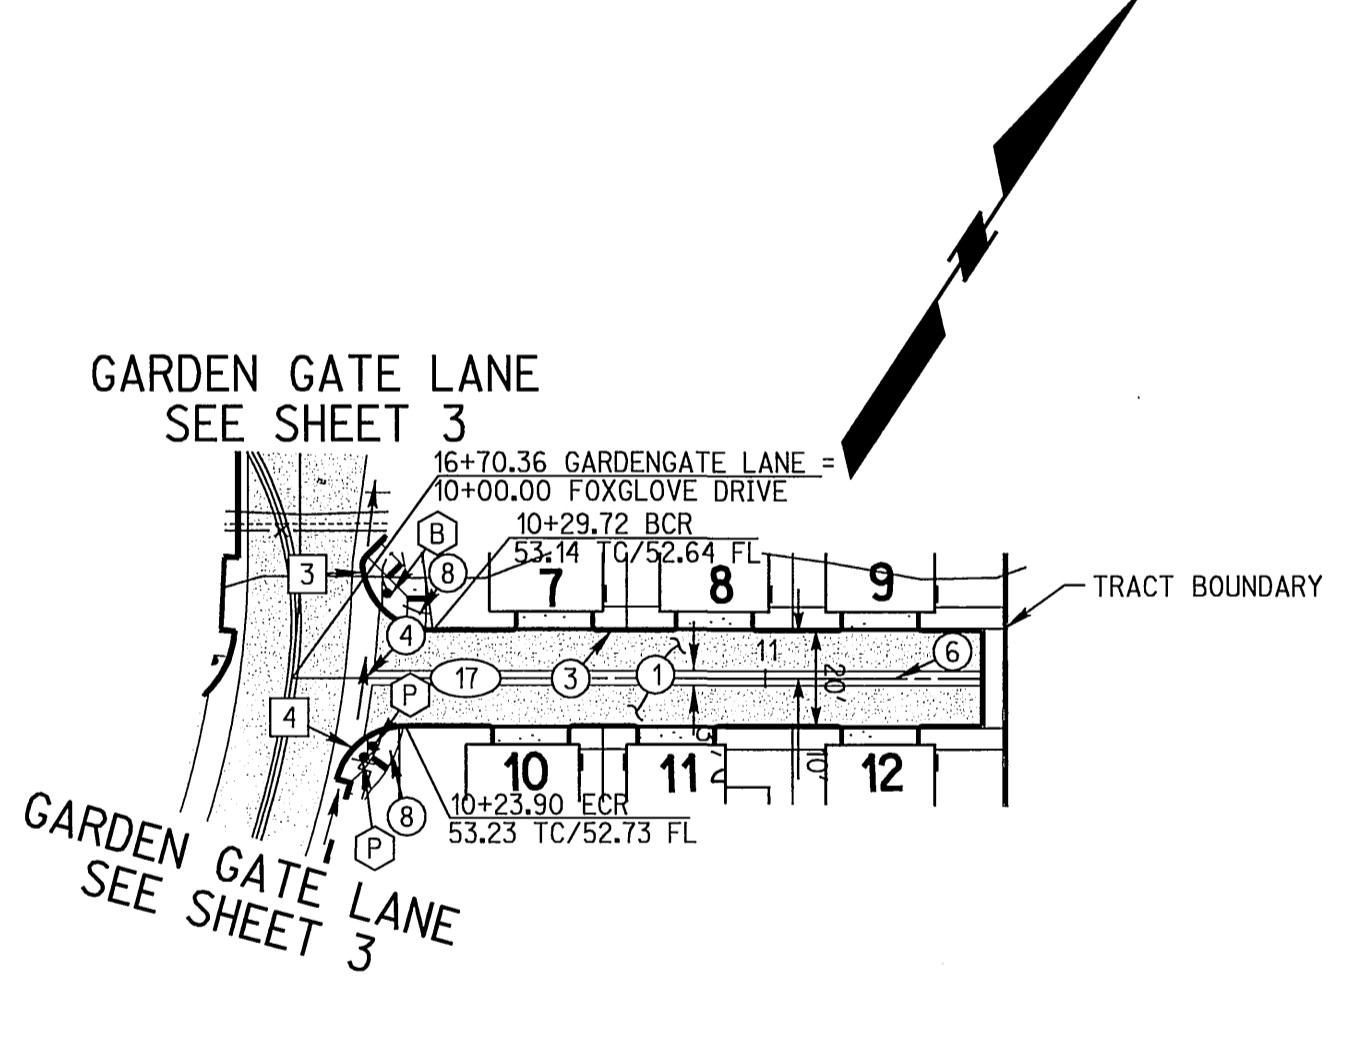 GARDEN GATE LANE
SEE SHEET 3
16+70.36 GARDENGATE LANE =
10+00.00 FOXGLOVE DRIVE
10+29.72 BCR
53.14 TC/52.64 FL
B
3
8
7
8
9
TRACT BOUNDARY
4
11
6
17
3
1
20'
P
4
10
11
12
10'
10+23.90 ECR
53.23 TC/52.73 FL
8
P
GARDEN GATE LANE
SEE SHEET 3